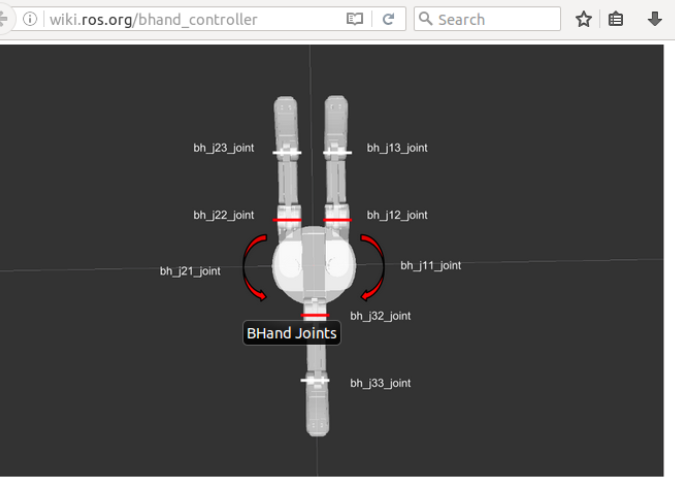 wiki.ros.org/bhand_controller
Search
bh_j23_joint
bh_j13_joint
bh_j22_joint
bh_j12_joint
bh_j21_joint
bh_j11_joint
bh_j32_joint
BHand Joints
bh_j33_joint